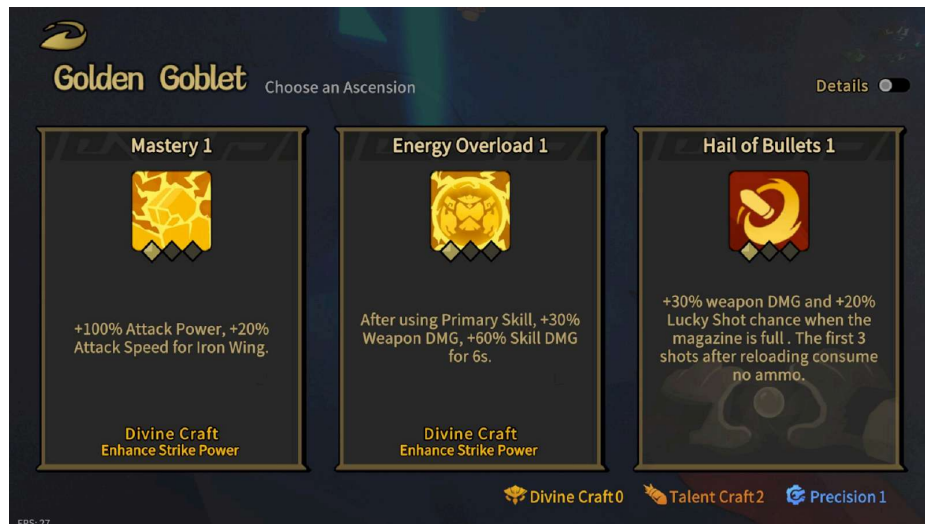 Golden Goblet
Choose an Ascension
Details
Mastery 1
+100% Attack Power, +20%
Attack Speed for Iron Wing.
Divine Craft
Enhance Strike Power
Energy Overload 1
After using Primary Skill, +30%
Weapon DMG, +60% Skill DMG
for 6s.
Divine Craft
Enhance Strike Power
Hail of Bullets 1
+30% weapon DMG and +20%
Lucky Shot chance when the
magazine is full . The first 3
shots after reloading consume
no ammo.
Divine Craft 0
Talent Craft 2
Precision 1
FPS: 27